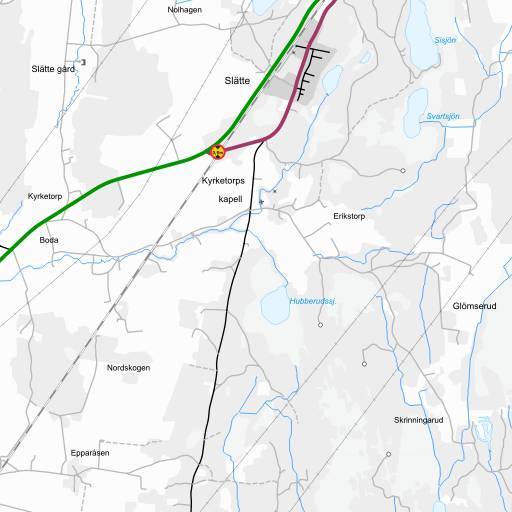 Nolhagen
Sisjön
Slätte gård
Slätte
Svartsjön
Kyrketorps
kapell
Kyrketorp
Erikstorp
Boda
Hubberudssj.
Glömserud
Nordskogen
Skrinningarud
Epparåsen